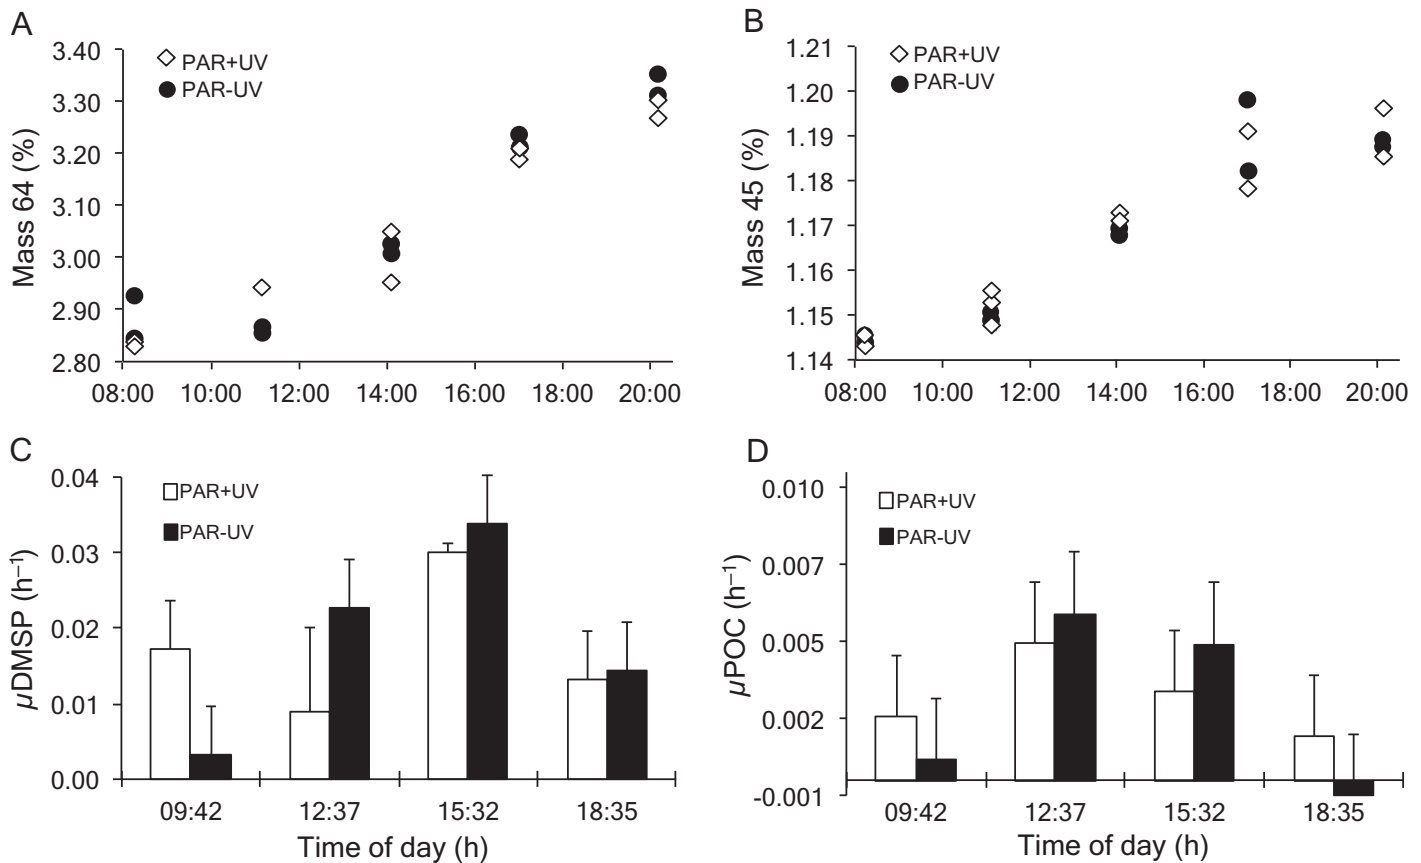 A
Mass 64 (%)
3.40
3.30
3.20
3.10
3.00
2.90
2.80
PAR+UV
PAR-UV
08:00 10:00 12:00 14:00 16:00 18:00 20:00
B
Mass 45 (%)
1.21
1.20
1.19
1.18
1.17
1.16
1.15
1.14
PAR+UV
PAR-UV
08:00 10:00 12:00 14:00 16:00 18:00 20:00
C
µDMSP (h⁻¹)
0.04
0.03
0.02
0.01
0.00
PAR+UV
PAR-UV
09:42 12:37 15:32 18:35
Time of day (h)
D
µPOC (h⁻¹)
0.010
0.007
0.005
0.002
-0.001
PAR+UV
PAR-UV
09:42 12:37 15:32 18:35
Time of day (h)